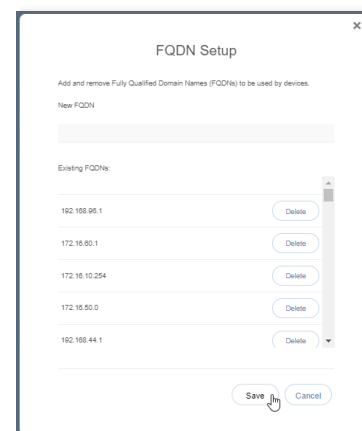 ×
FQDN Setup
Add and remove Fully Qualified Domain Names (FQDNs) to be used by devices.
New FQDN
Existing FQDNs:
192.168.96.1 Delete
172.16.60.1 Delete
172.16.10.254 Delete
172.16.50.0 Delete
192.168.44.1 Delete
Save Cancel